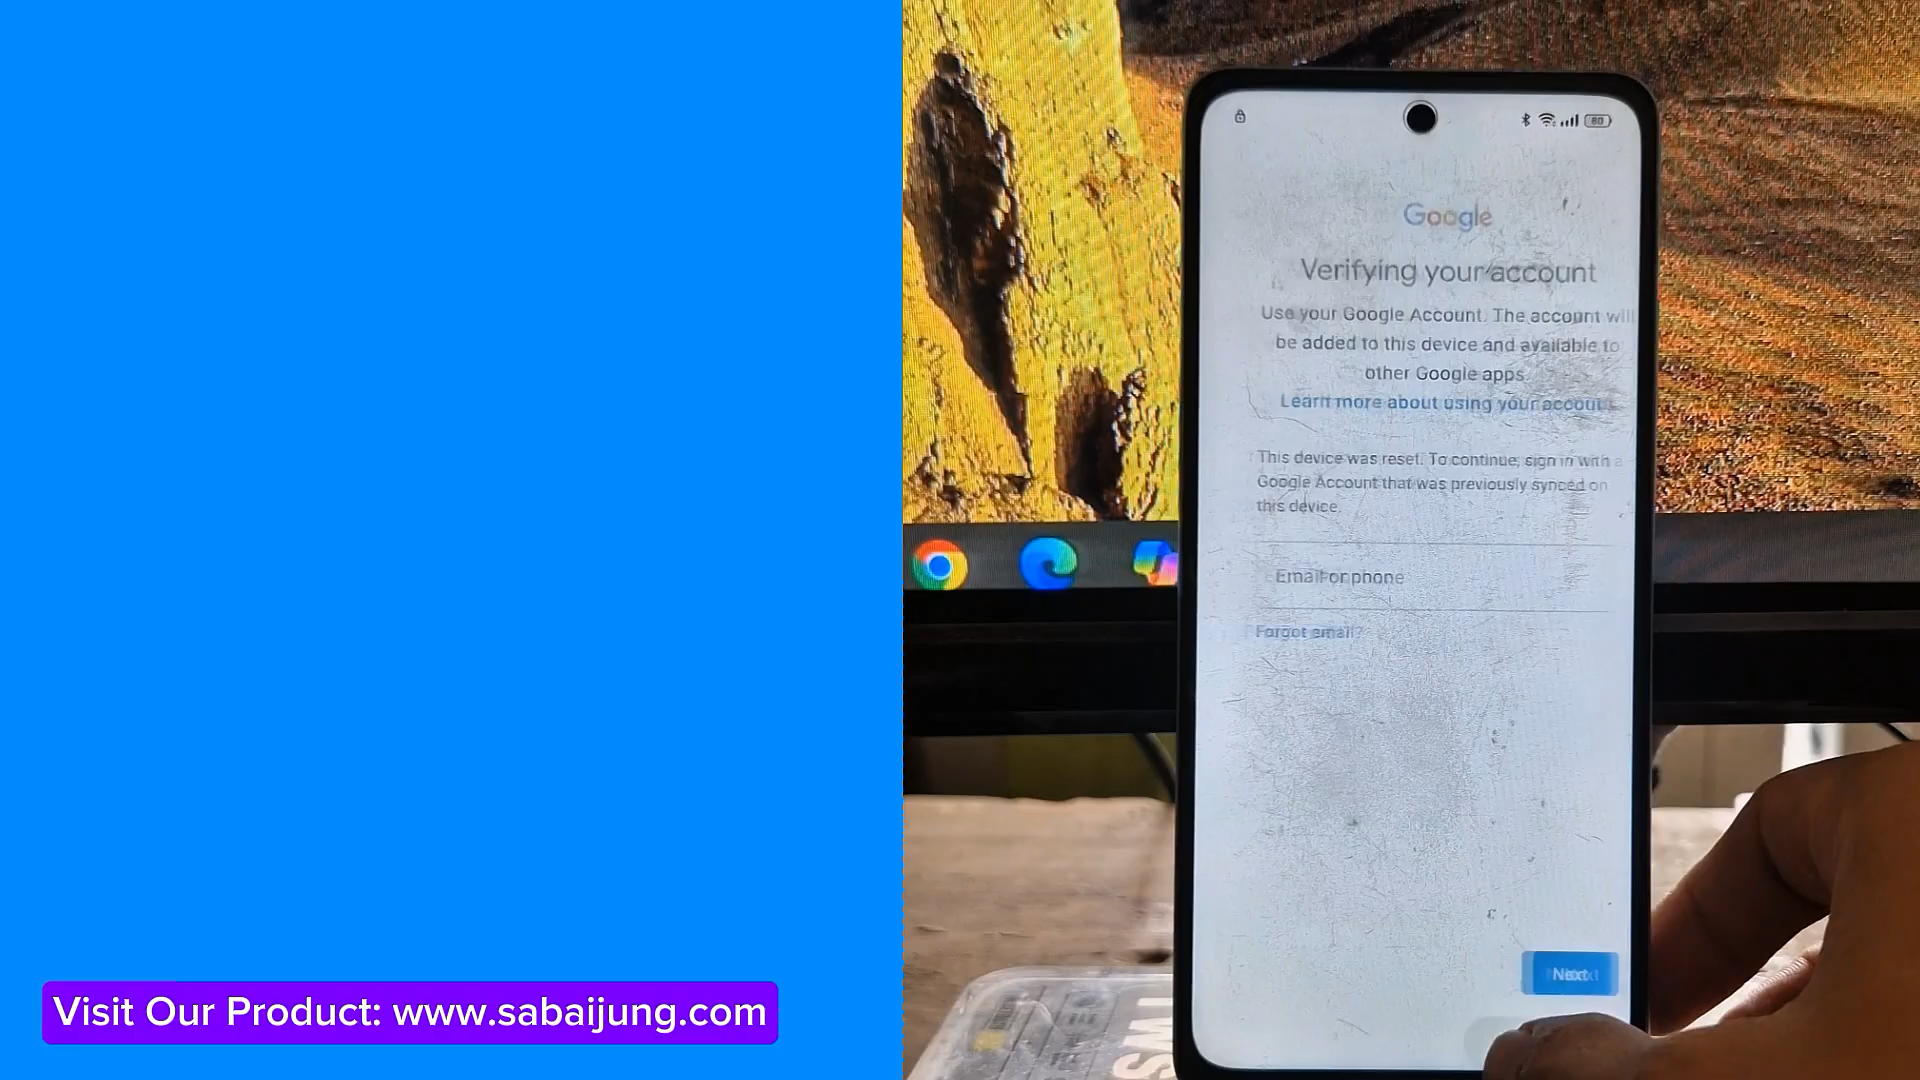 80
Google
Verifying your account
Use your Google Account. The account will
be added to this device and available to
other Google apps.
Learn more about using your account
This device was reset. To continue, sign in with a
Google Account that was previously synced on
this device.
Email or phone
Forgot email?
Next
Visit Our Product: www.sabaijung.com